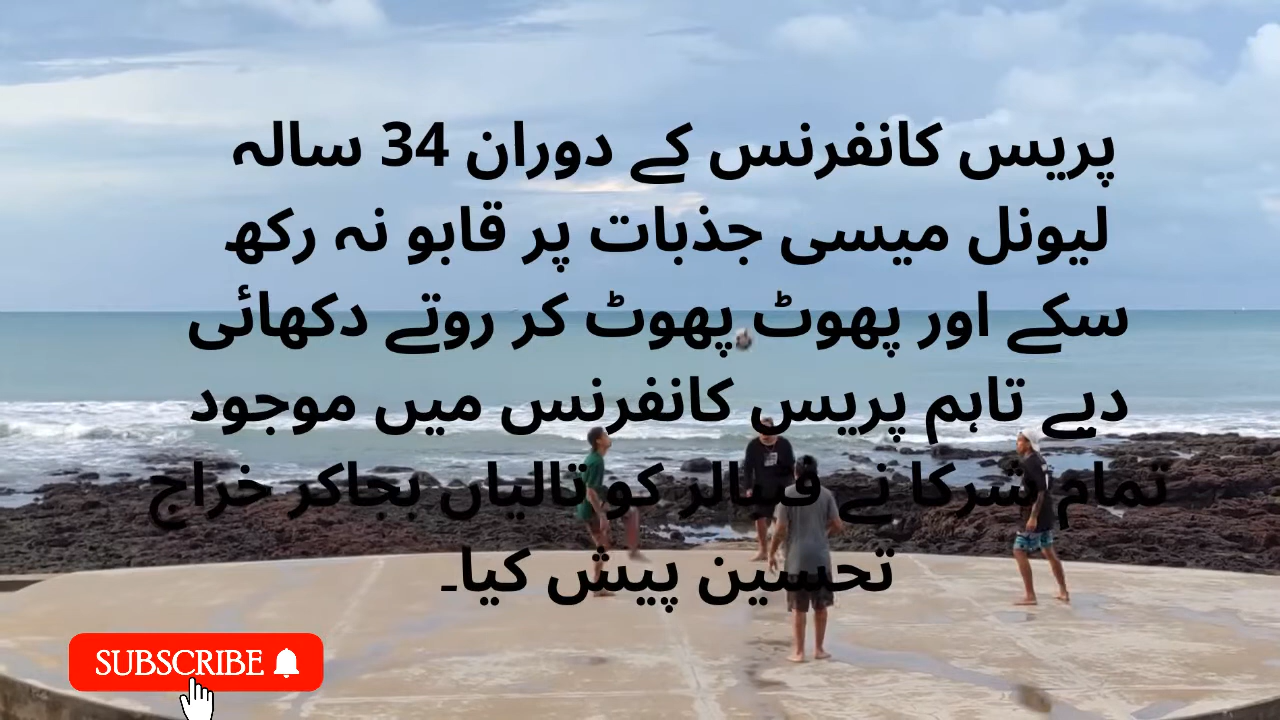 پریس کانفرنس کے دوران 34 سالہ
لیونل میسی جذبات پر قابو نہ رکھ
سکے اور پھوٹ پھوٹ کر روتے دکھائی
دیے تاہم پریس کانفرنس میں موجود
تمام شرکا نے فٹبالر کو تالیاں بجاکر خراج
تحسین پیش کیا۔
SUBSCRIBE